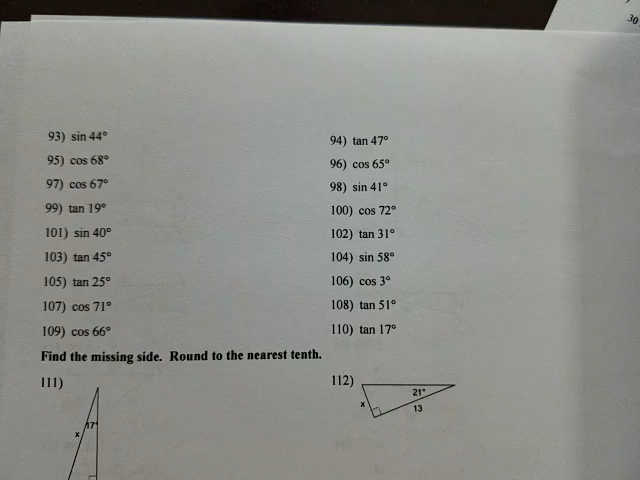 30
93) sin 44°
94) tan 47°
95) cos 68°
96) cos 65°
97) cos 67°
98) sin 41°
99) tan 19°
100) cos 72°
101) sin 40°
102) tan 31°
103) tan 45°
104) sin 58°
105) tan 25°
106) cos 3°
107) cos 71°
108) tan 51°
109) cos 66°
110) tan 17°
Find the missing side. Round to the nearest tenth.
111)
17°
x
112)
21°
x
13